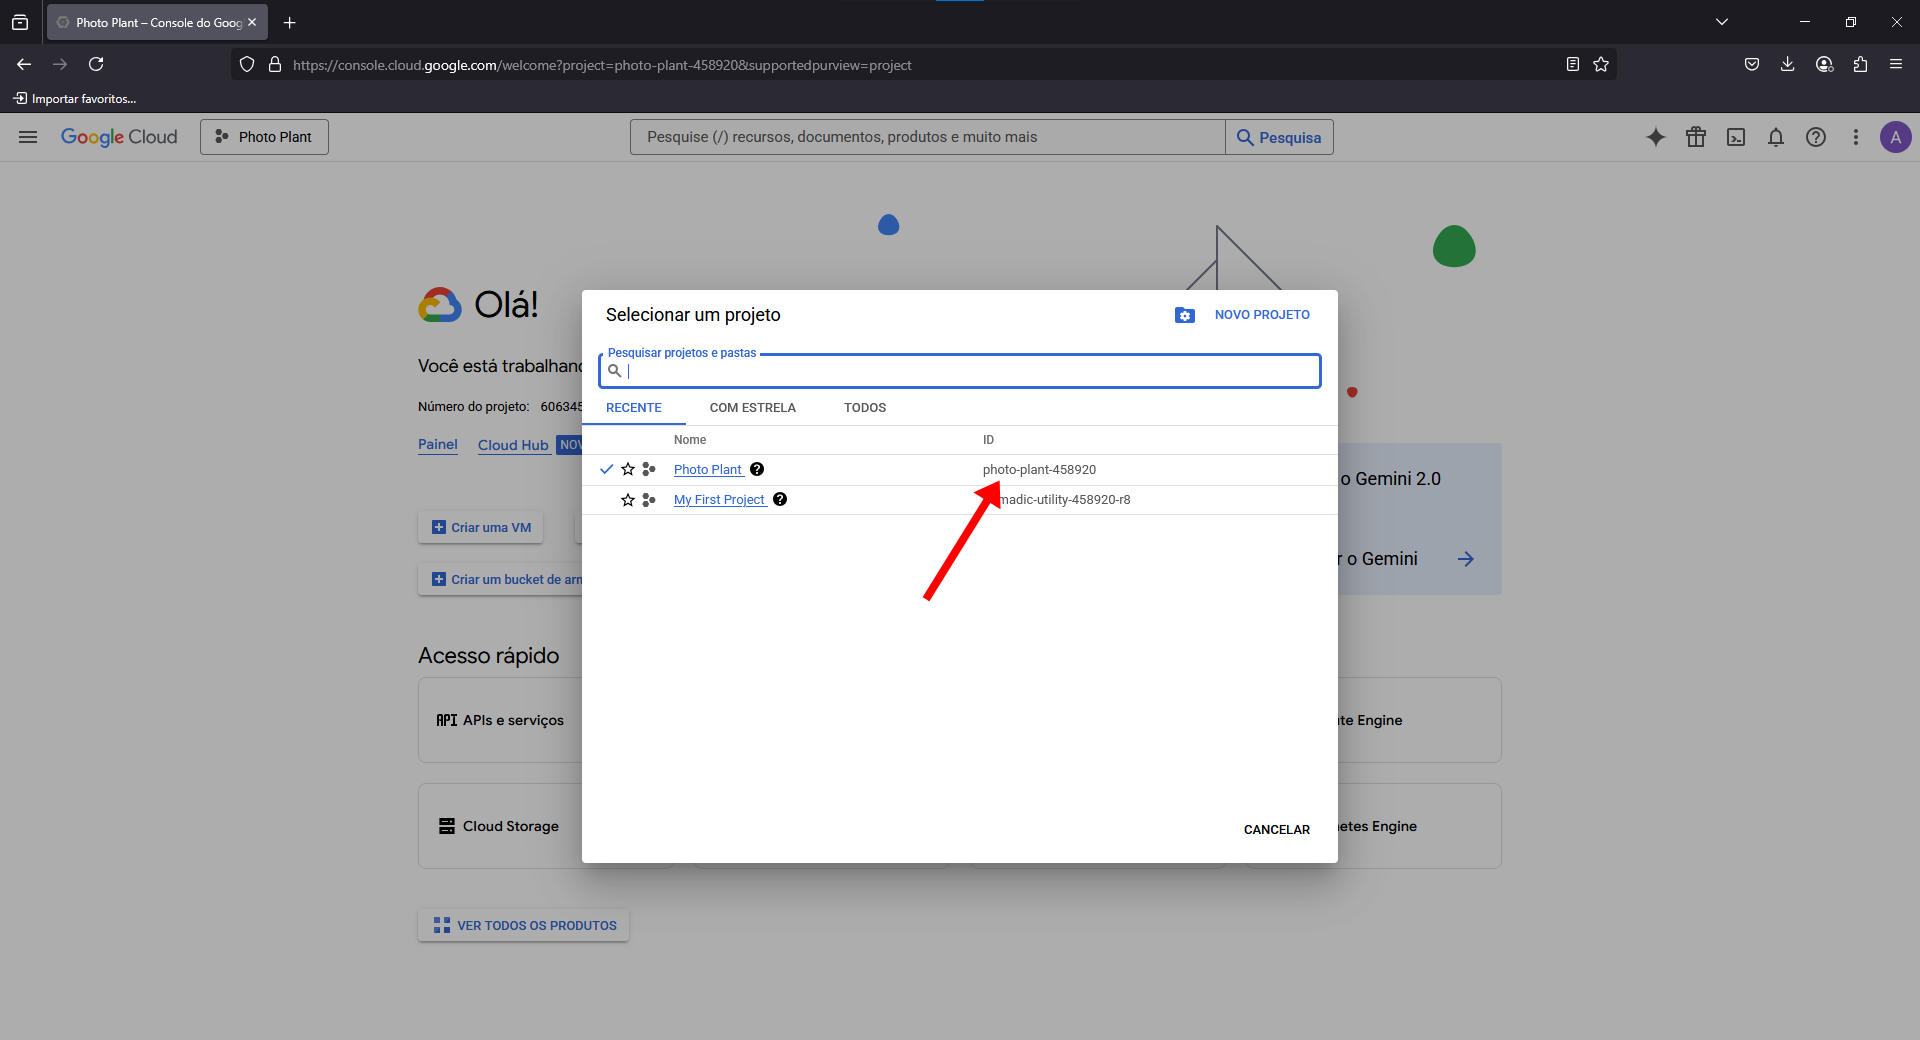 Photo Plant – Console do Goog
https://console.cloud.google.com/welcome?project=photo-plant-458920&supportedpurview=project
Importar favoritos...
Google Cloud
Photo Plant
Pesquise (/) recursos, documentos, produtos e muito mais
Pesquisa
A
Olá!
Você está trabalhand
Número do projeto: 606345
Painel
Cloud Hub
NOV
Criar uma VM
Criar um bucket de arm
Selecionar um projeto
NOVO PROJETO
Pesquisar projetos e pastas
RECENTE
COM ESTRELA
TODOS
Nome
ID
Photo Plant
photo-plant-458920
My First Project
madic-utility-458920-r8
CANCELAR
o Gemini 2.0
r o Gemini
Acesso rápido
API APIs e serviços
te Engine
Cloud Storage
etes Engine
VER TODOS OS PRODUTOS